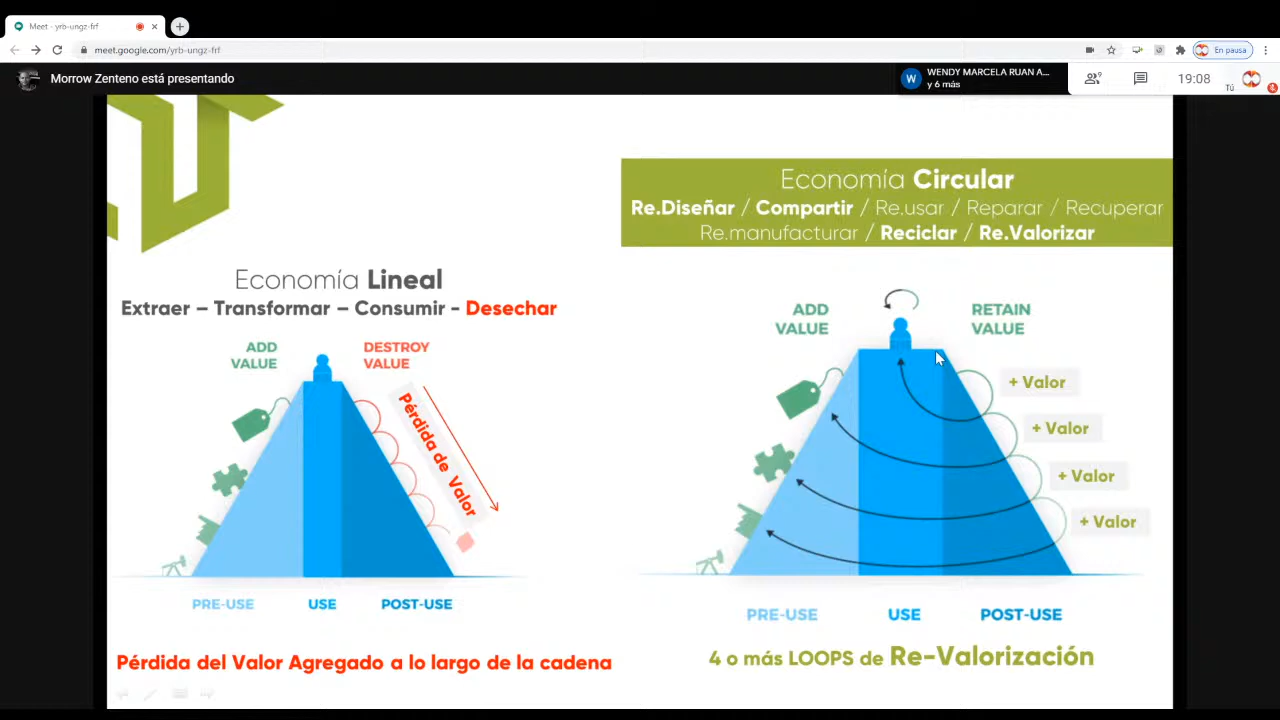 Meet - yrb-ungz-frf
meet.google.com/yrb-ungz-frf
En pausa
Morrow Zenteno está presentando
W
WENDY MARCELA RUAN A...
y 6 más
9
19:08
Tú
Economía Lineal
Extraer – Transformar – Consumir - Desechar
ADD
VALUE
DESTROY
VALUE
Pérdida de Valor
PRE-USE
USE
POST-USE
Pérdida del Valor Agregado a lo largo de la cadena
Economía Circular
Re.Diseñar / Compartir / Re.usar / Reparar / Recuperar
Re.manufacturar / Reciclar / Re.Valorizar
ADD
VALUE
RETAIN
VALUE
+ Valor
+ Valor
+ Valor
+ Valor
PRE-USE
USE
POST-USE
4 o más LOOPS de Re-Valorización